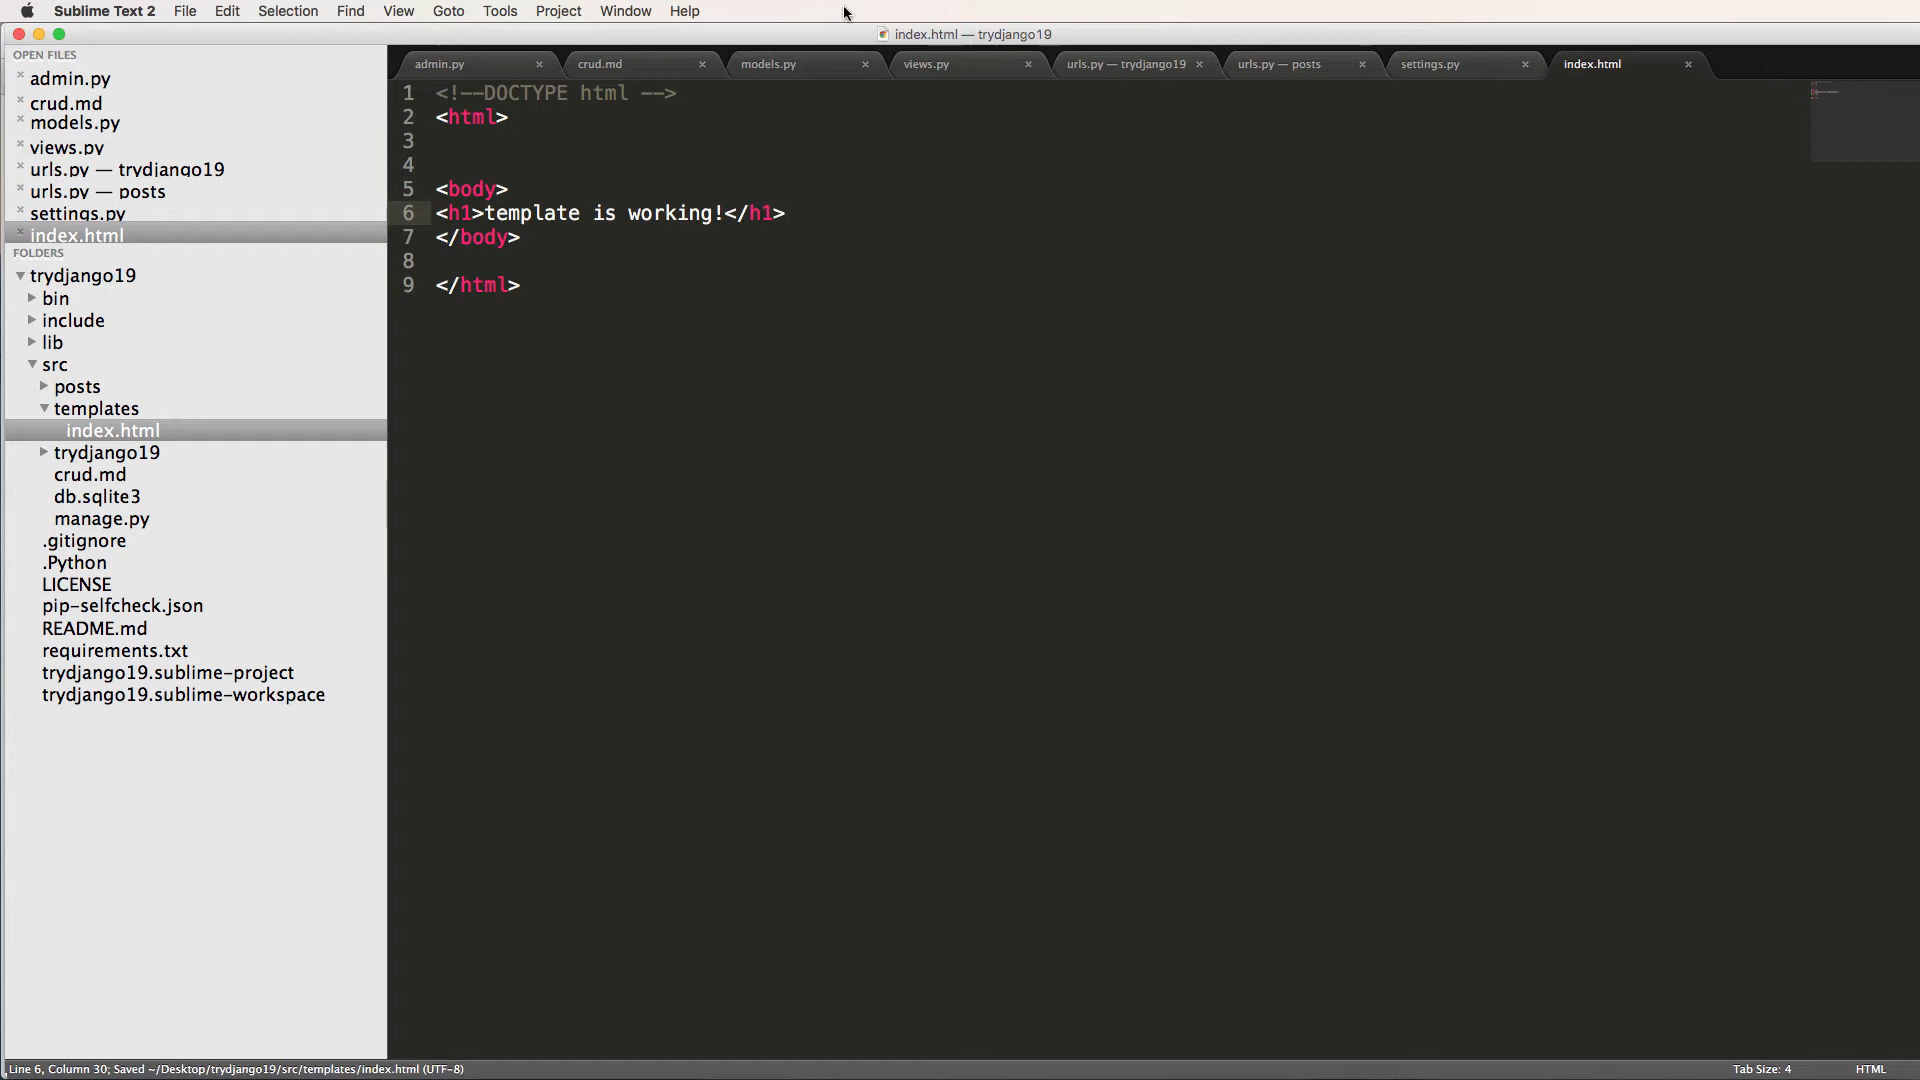 Sublime Text 2 File Edit Selection Find View Goto Tools Project Window Help
index.html — trydjango19
OPEN FILES
admin.py
crud.md
models.py
views.py
urls.py — trydjango19
urls.py — posts
settings.py
index.html
FOLDERS
trydjango19
bin
include
lib
src
posts
templates
index.html
trydjango19
crud.md
db.sqlite3
manage.py
.gitignore
.Python
LICENSE
pip-selfcheck.json
README.md
requirements.txt
trydjango19.sublime-project
trydjango19.sublime-workspace
admin.py crud.md models.py views.py urls.py — trydjango19 urls.py — posts settings.py index.html
1 <!--DOCTYPE html -->
2 <html>
3
4
5 <body>
6 <h1>template is working!</h1>
7 </body>
8
9 </html>
Line 6, Column 30; Saved ~/Desktop/trydjango19/src/templates/index.html (UTF-8) Tab Size: 4 HTML